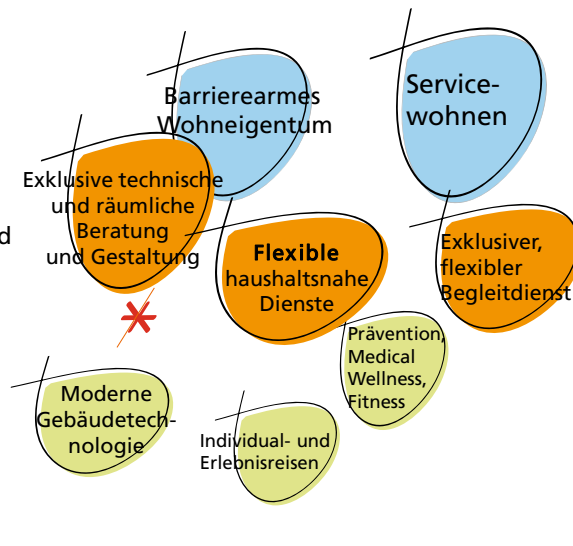 Barrierearmes
Wohneigentum
Service-
wohnen
Exklusive technische
und räumliche
Beratung
und Gestaltung
d
Flexible
haushaltsnahe
Dienste
Exklusiver,
flexibler
Begleitdienst
Prävention,
Medical
Wellness,
Fitness
Moderne
Gebäudetech-
nologie
Individual- und
Erlebnisreisen